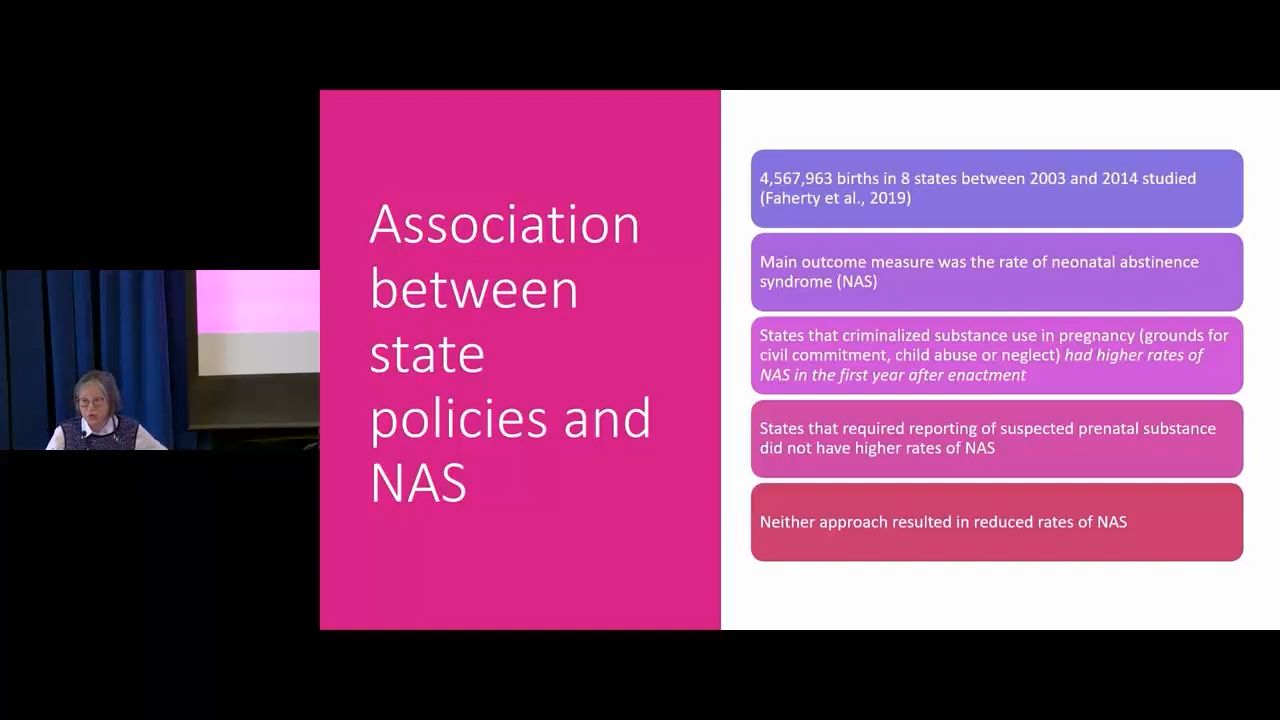 Association
between
state
policies and
NAS
4,567,963 births in 8 states between 2003 and 2014 studied
(Faherty et al., 2019)
Main outcome measure was the rate of neonatal abstinence
syndrome (NAS)
States that criminalized substance use in pregnancy (grounds for
civil commitment, child abuse or neglect) had higher rates of
NAS in the first year after enactment
States that required reporting of suspected prenatal substance
did not have higher rates of NAS
Neither approach resulted in reduced rates of NAS